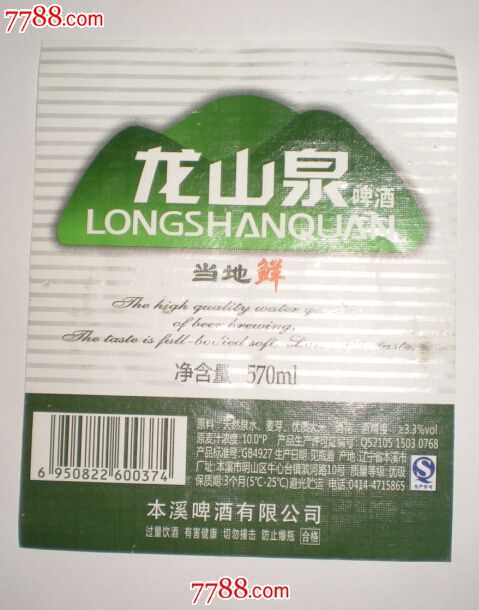 7788.com
龙山泉 啤酒
LONGSHANQUAN
当地鲜
The high quality water
of beer brewing.
The taste is full-bodied soft, taste.
净含量 570ml
原料：天然泉水、麦芽、优质大米、酒花 酒精度：≥3.3%vol
原麦汁浓度：10.0°P 产品生产许可证编号：QS2105 1503 0768
产品标准号：GB4927 生产日期：见瓶盖 产地：辽宁省本溪市
厂址：本溪市明山区牛心台镇滨河路10号 质量等级：优级
保质期：3个月(5℃-25℃)避光贮运 电话：0414-4715865
QS
生产许可
6 950822 600374
本溪啤酒有限公司
过量饮酒 有害健康 切勿撞击 防止爆瓶 合格
7788.com